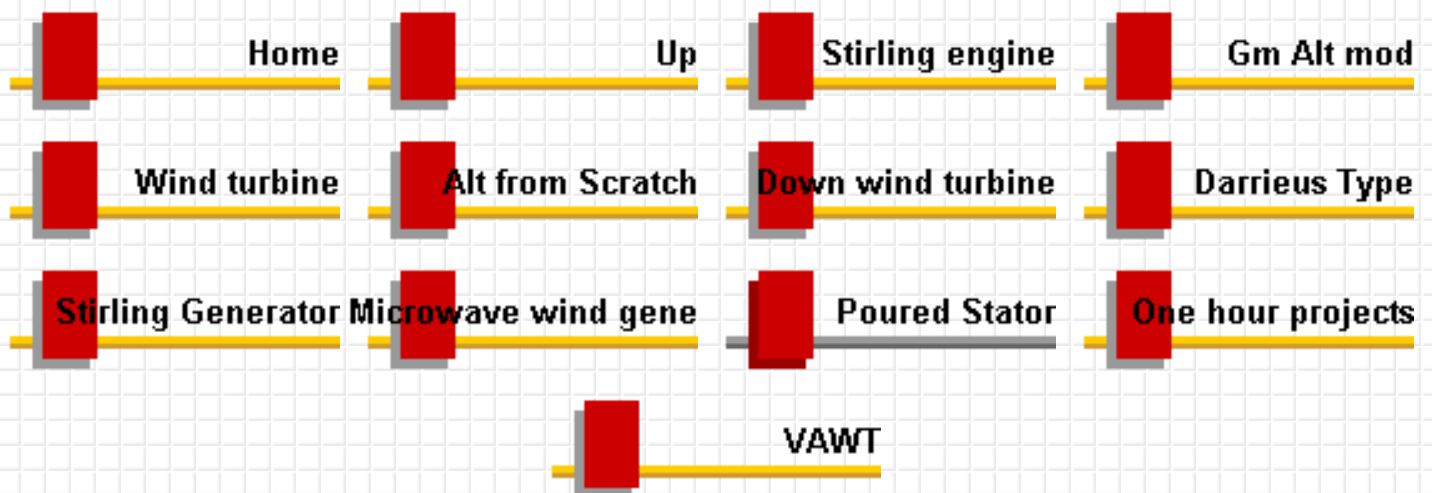 Home
Up
Stirling engine
Gm Alt mod
Wind turbine
Alt from Scratch
Down wind turbine
Darrieus Type
Stirling Generator
Microwave wind gene
Poured Stator
One hour projects
VAWT